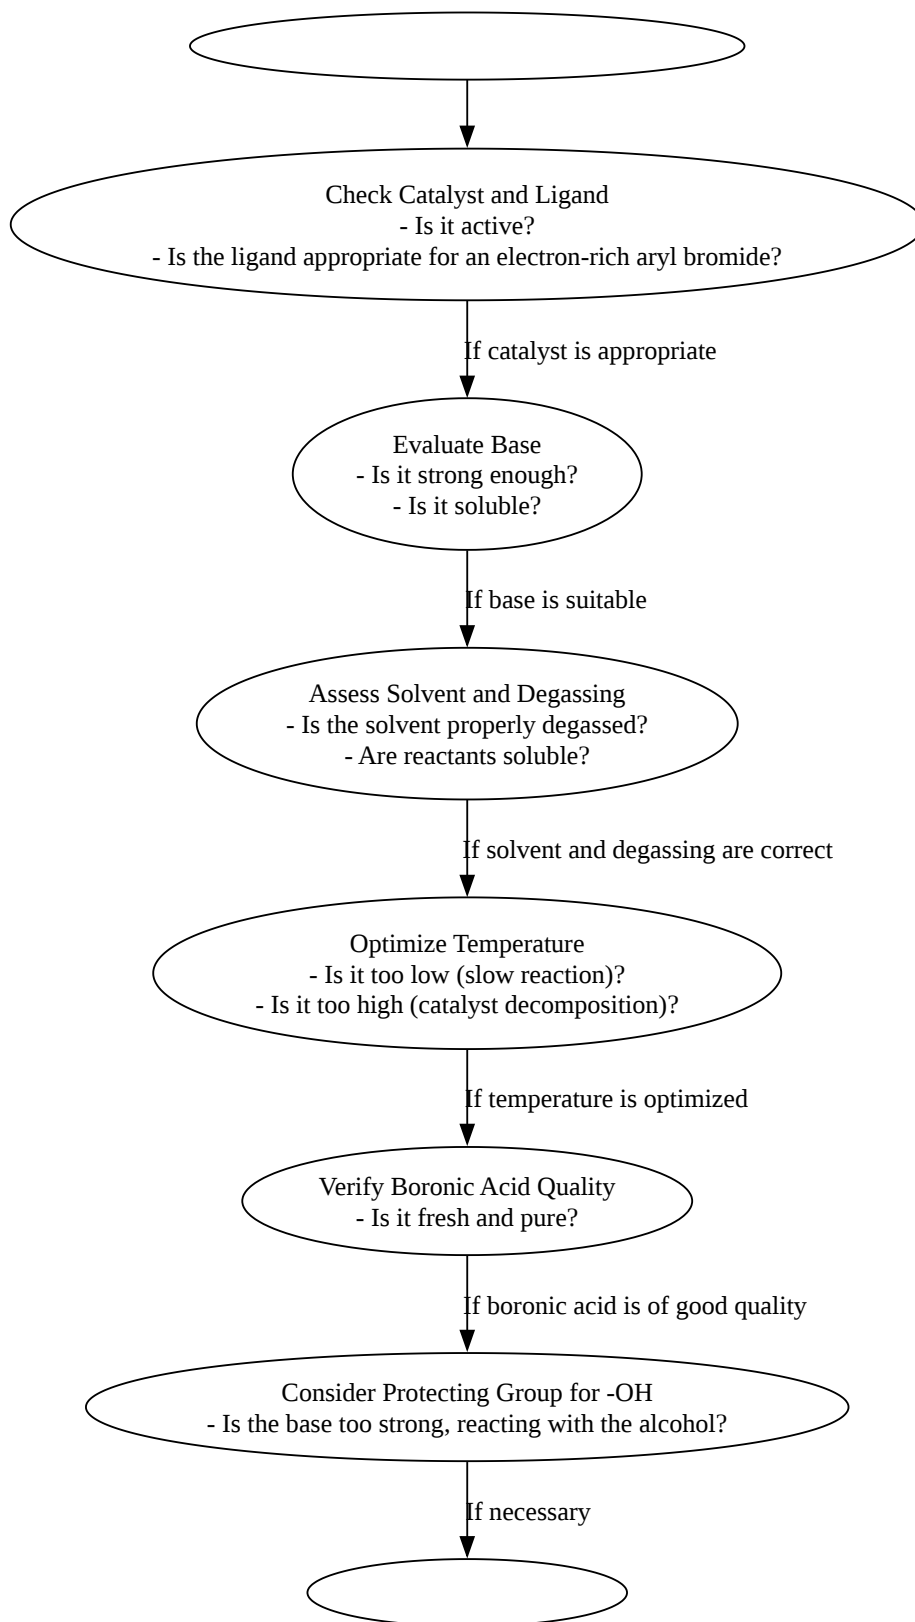 Check Catalyst and Ligand
- Is it active?
- Is the ligand appropriate for an electron-rich aryl bromide?
If catalyst is appropriate
Evaluate Base
- Is it strong enough?
- Is it soluble?
If base is suitable
Assess Solvent and Degassing
- Is the solvent properly degassed?
- Are reactants soluble?
If solvent and degassing are correct
Optimize Temperature
- Is it too low (slow reaction)?
- Is it too high (catalyst decomposition)?
If temperature is optimized
Verify Boronic Acid Quality
- Is it fresh and pure?
If boronic acid is of good quality
Consider Protecting Group for -OH
- Is the base too strong, reacting with the alcohol?
If necessary